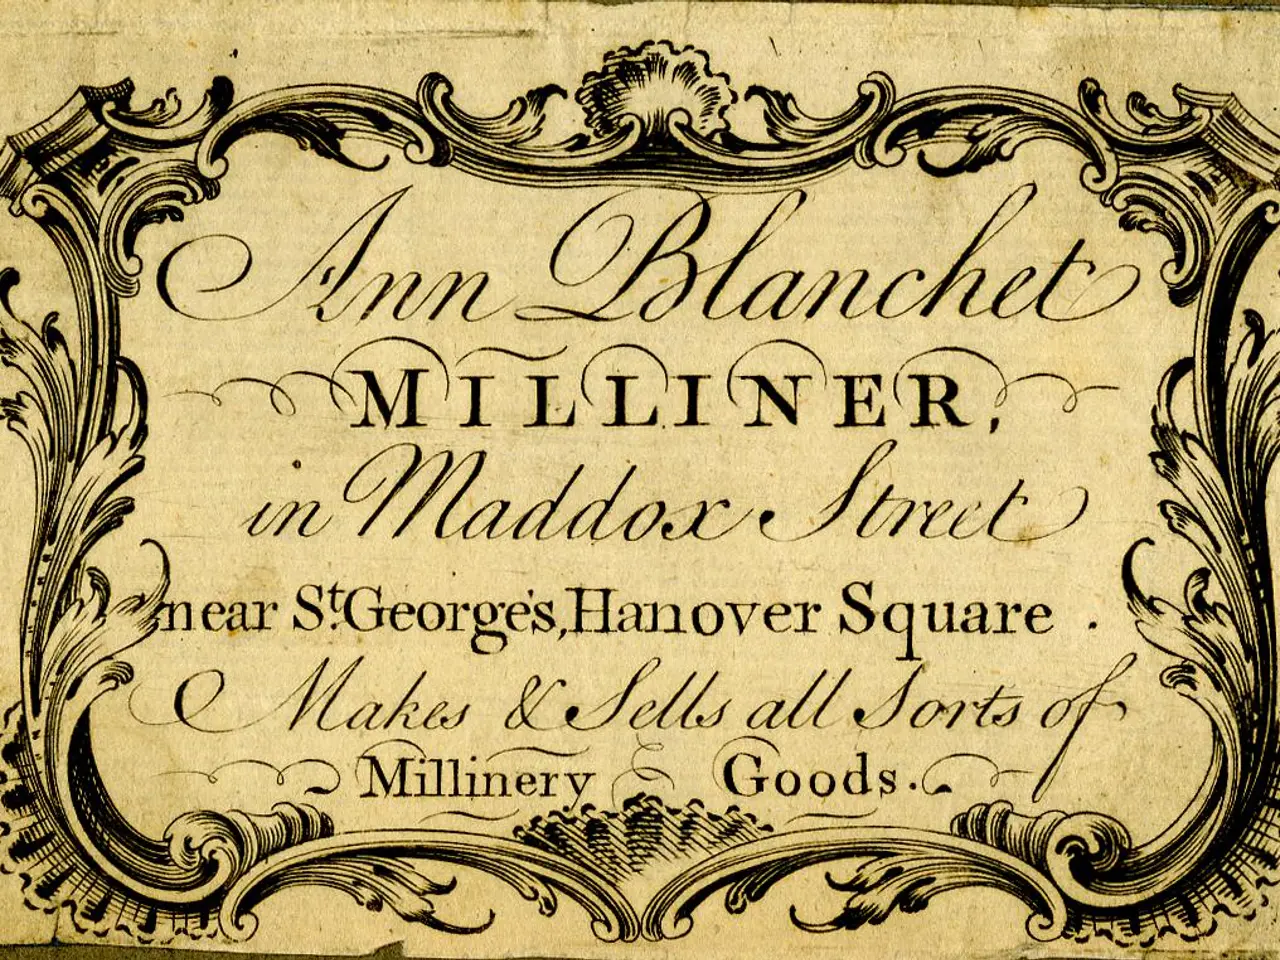 Ann Blanchet
MILLINER,
in Maddox Street
near St. George's, Hanover Square.
Makes & Sells all Sorts of
Millinery Goods.